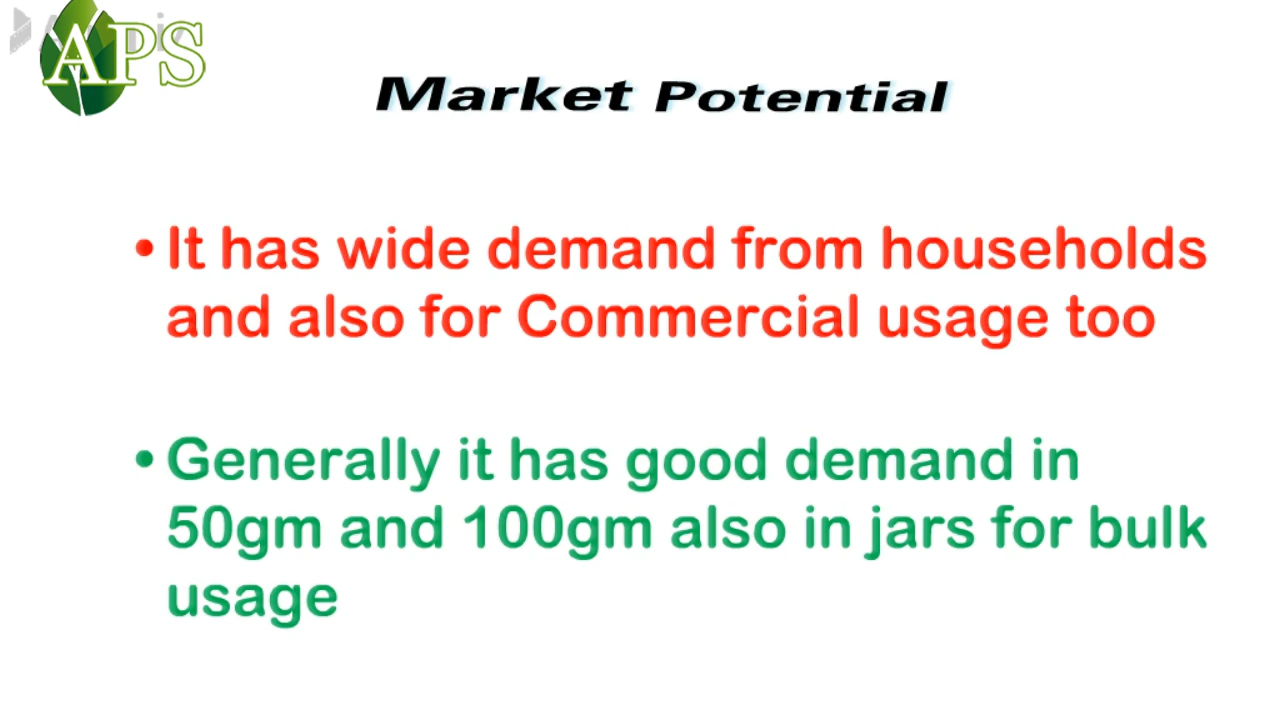 APS
Market Potential
• It has wide demand from households
and also for Commercial usage too
• Generally it has good demand in
50gm and 100gm also in jars for bulk
usage